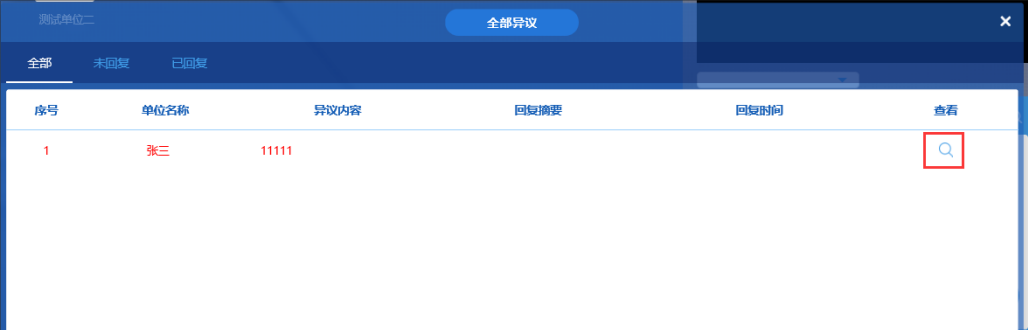 测试单位二
全部异议
全部 未回复 已回复
序号 单位名称 异议内容 回复摘要 回复时间 查看
1 张三 11111